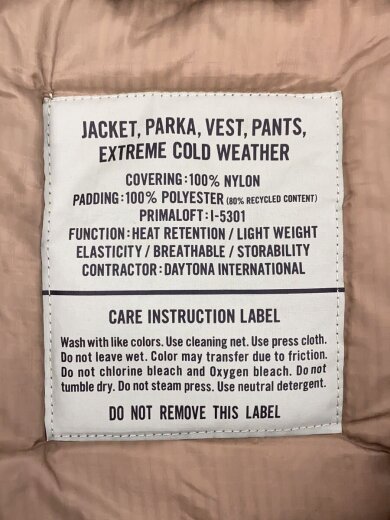 JACKET, PARKA, VEST, PANTS,
EXTREME COLD WEATHER
COVERING:100% NYLON
PADDING:100% POLYESTER (80% RECYCLED CONTENT)
PRIMALOFT:I-5301
FUNCTION:HEAT RETENTION / LIGHT WEIGHT
ELASTICITY / BREATHABLE / STORABILITY
CONTRACTOR:DAYTONA INTERNATIONAL
CARE INSTRUCTION LABEL
Wash with like colors. Use cleaning net. Use press cloth.
Do not leave wet. Color may transfer due to friction.
Do not chlorine bleach and Oxygen bleach. Do not
tumble dry. Do not steam press. Use neutral detergent.
DO NOT REMOVE THIS LABEL